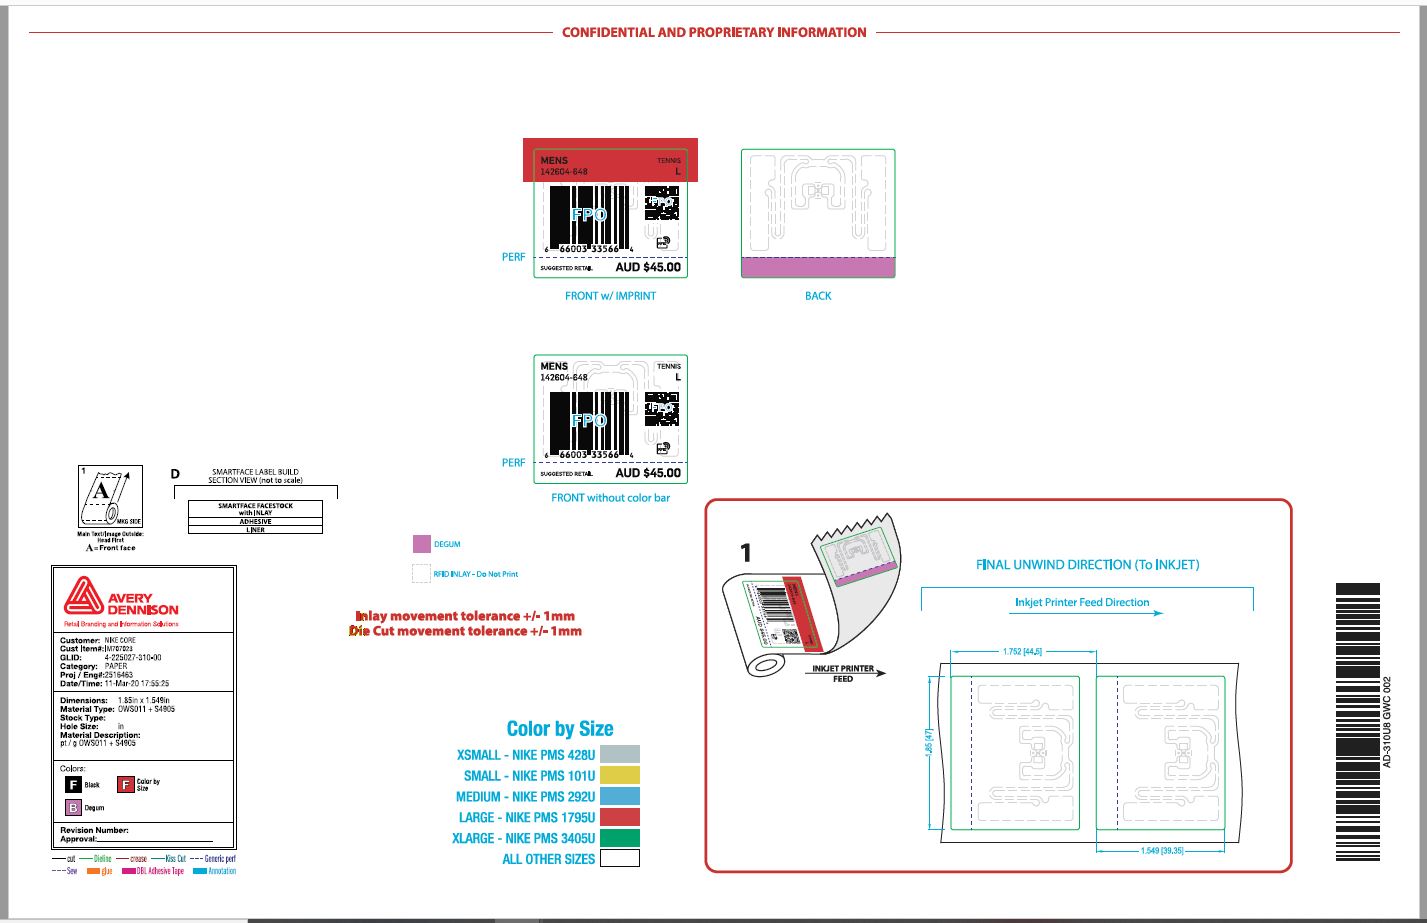 CONFIDENTIAL AND PROPRIETARY INFORMATION
MENS
TENNIS
142604-648
L
FPO
FPO
6 66003 33566 4
PERF
SUGGESTED RETAIL
AUD $45.00
FRONT w/ IMPRINT
BACK
MENS
TENNIS
142604-648
L
FPO
FPO
6 66003 33566 4
PERF
SUGGESTED RETAIL
AUD $45.00
FRONT without color bar
1
A
MKG SIDE
Main Text/Image Outside:
Head First
A=Front face
D
SMARTFACE LABEL BUILD
SECTION VIEW (not to scale)
SMARTFACE FACESTOCK
with INLAY
ADHESIVE
LINER
DEGUM
RFID INLAY - Do Not Print
Inlay movement tolerance +/- 1mm
Die Cut movement tolerance +/- 1mm
AVERY
DENNISON
Retail Branding and Information Solutions
Customer: NIKE CORE
Cust Item#: IM707023
GLID: 4-225027-310-00
Category: PAPER
Proj / Eng#: 2516463
Date/Time: 11-Mar-20 17:55:25
Dimensions: 1.85in x 1.549in
Material Type: OWS011 + S4905
Stock Type:
Hole Size: in
Material Description:
pt / g OWS011 + S4905
Colors:
F Black
F Color by Size
B Degum
Revision Number:
Approval:
cut Dieline crease Kiss Cut Generic perf
Sew glue DBL Adhesive Tape Annotation
Color by Size
XSMALL - NIKE PMS 428U
SMALL - NIKE PMS 101U
MEDIUM - NIKE PMS 292U
LARGE - NIKE PMS 1795U
XLARGE - NIKE PMS 3405U
ALL OTHER SIZES
1
AUD $45.00
INKJET PRINTER
FEED
FINAL UNWIND DIRECTION (To INKJET)
Inkjet Printer Feed Direction
1.752 [44.5]
1.85 [47]
1.549 [39.35]
AD-310U8 GWC 002